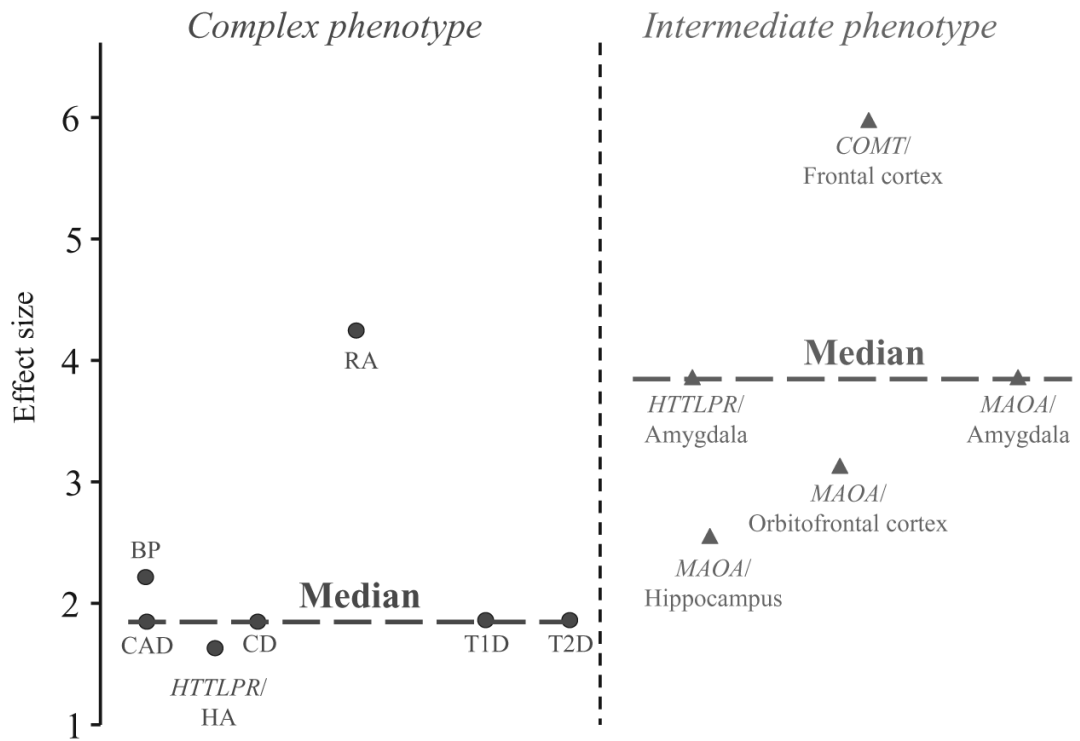 Complex phenotype
Intermediate phenotype
Effect size
6
5
4
3
2
1
BP
CAD
HTTLPR/
HA
CD
RA
Median
T1D
T2D
COMT/
Frontal cortex
Median
HTTLPR/
Amygdala
MAOA/
Amygdala
MAOA/
Orbitofrontal cortex
MAOA/
Hippocampus